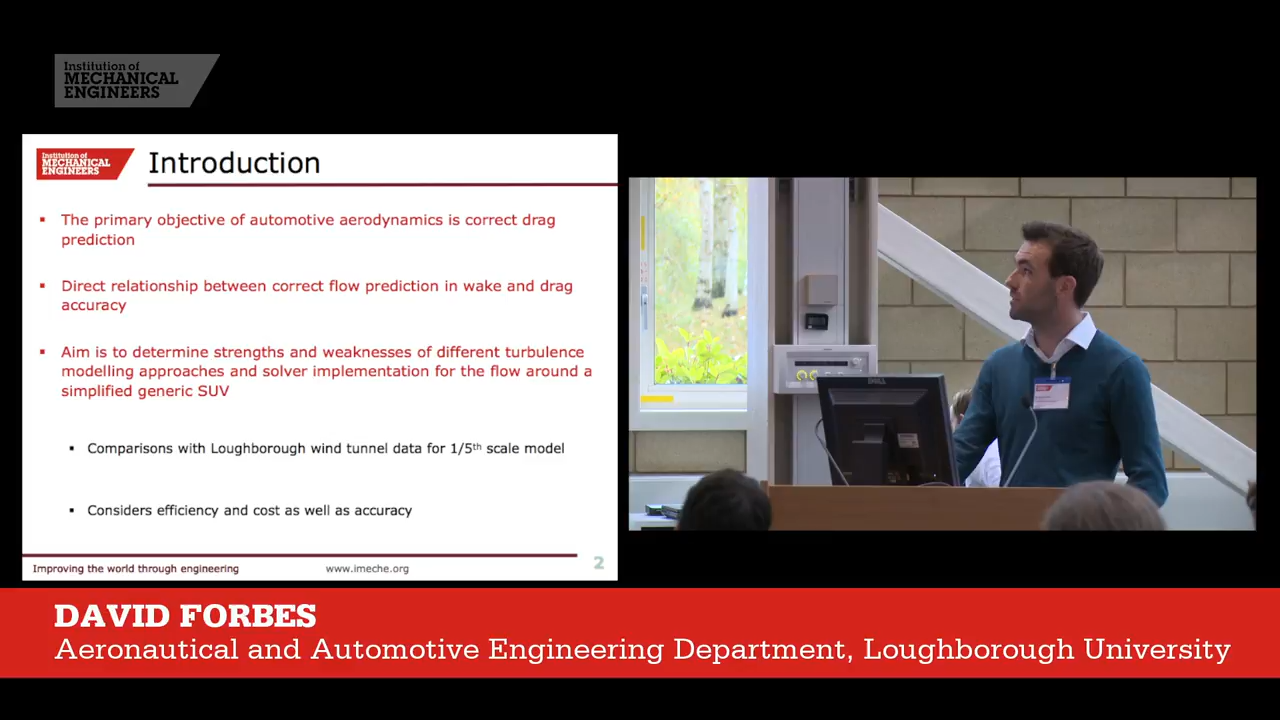 Institution of
MECHANICAL
ENGINEERS
Institution of
MECHANICAL
ENGINEERS
Introduction
The primary objective of automotive aerodynamics is correct drag
prediction
Direct relationship between correct flow prediction in wake and drag
accuracy
Aim is to determine strengths and weaknesses of different turbulence
modelling approaches and solver implementation for the flow around a
simplified generic SUV
Comparisons with Loughborough wind tunnel data for 1/5th scale model
Considers efficiency and cost as well as accuracy
Improving the world through engineering
www.imeche.org
2
DELL
DAVID FORBES
Aeronautical and Automotive Engineering Department, Loughborough University